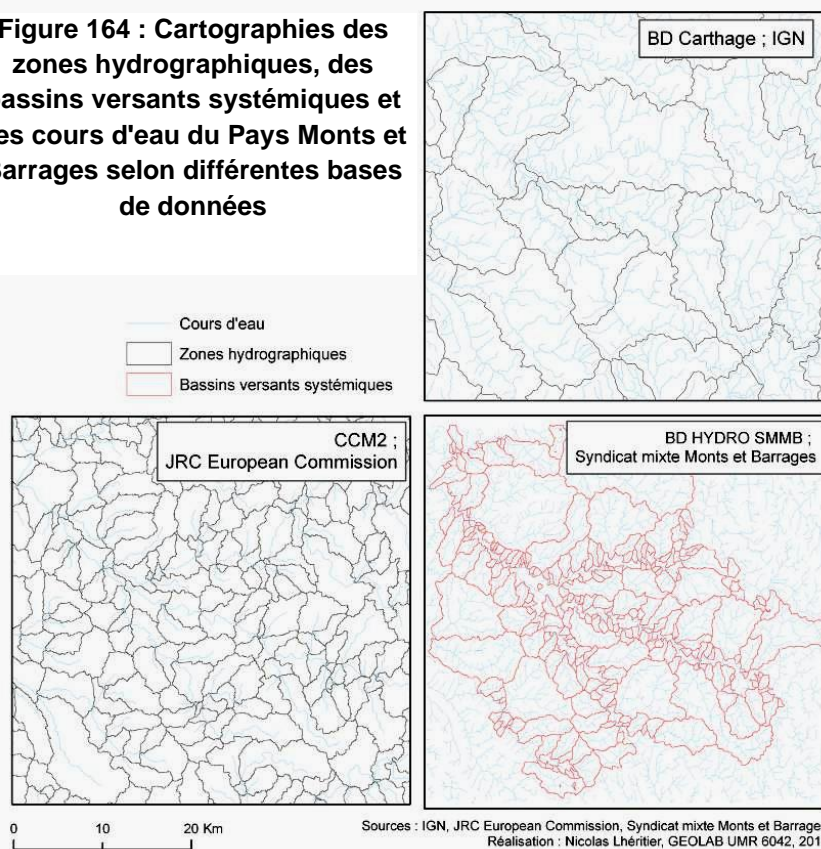 Figure 164 : Cartographies des
zones hydrographiques, des
bassins versants systémiques et
des cours d'eau du Pays Monts et
Barrages selon différentes bases
de données
BD Carthage ; IGN
Cours d'eau
Zones hydrographiques
Bassins versants systémiques
CCM2 ;
JRC European Commission
BD HYDRO SMMB ;
Syndicat mixte Monts et Barrages
0 10 20 Km
Sources : IGN, JRC European Commission, Syndicat mixte Monts et Barrage
Réalisation : Nicolas Lhéritier, GEOLAB UMR 6042, 201